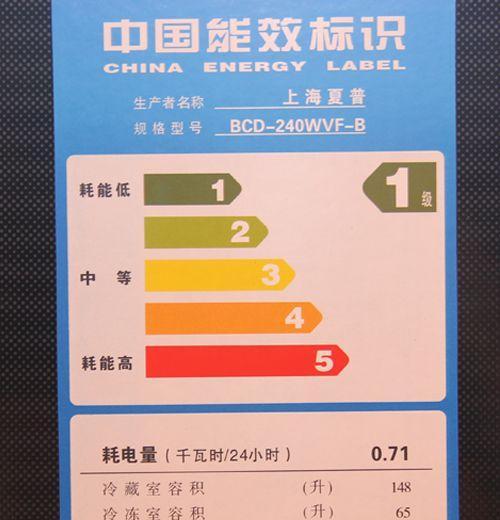 中国能效标识
CHINA ENERGY LABEL
生产者名称 上海夏普
规格型号 BCD-240WVF-B
耗能低 1 1级
2
中等 3
4
耗能高 5
耗电量(千瓦时/24小时) 0.71
冷藏室容积 (升) 148
冷冻室容积 (升) 65